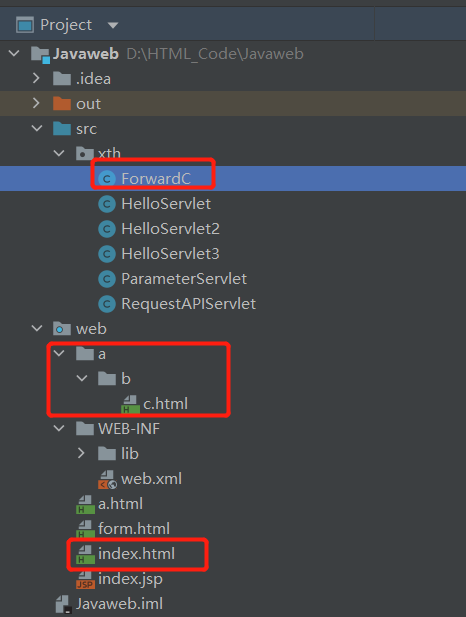 Project
Javaweb D:\HTML_Code\Javaweb
.idea
out
src
xth
C ForwardC
C HelloServlet
C HelloServlet2
C HelloServlet3
C ParameterServlet
C RequestAPIServlet
web
a
b
H c.html
WEB-INF
lib
web.xml
H a.html
H form.html
H index.html
JSP index.jsp
Javaweb.iml